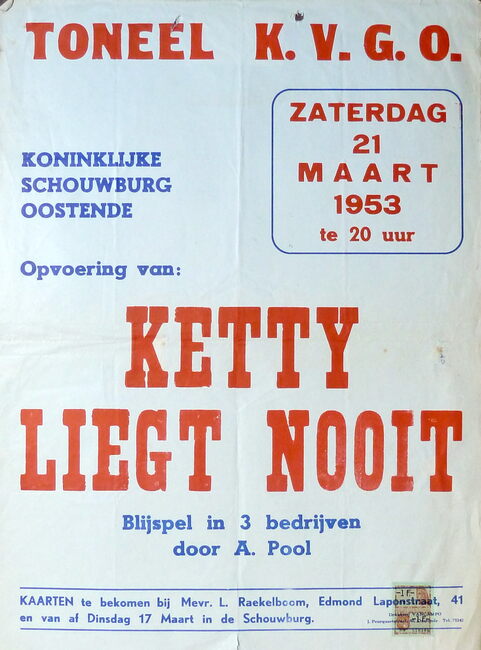 TONEEL K. V. G. O.
ZATERDAG
21
MAART
1953
te 20 uur
KONINKLIJKE
SCHOUWBURG
OOSTENDE
Opvoering van:
KETTY
LIEGT NOOIT
Blijspel in 3 bedrijven
door A. Pool
KAARTEN te bekomen bij Mevr. L. Raekelboom, Edmond Laponstraat, 41
en van af Dinsdag 17 Maart in de Schouwburg.